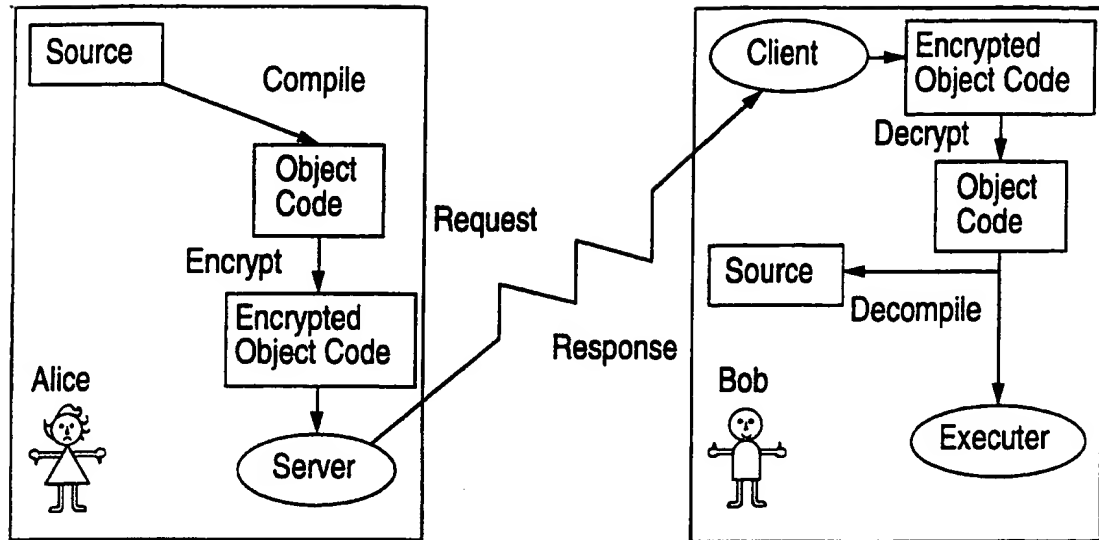 Source
Compile
Object
Code
Encrypt
Encrypted
Object Code
Alice
Server
Request
Response
Client
Encrypted
Object Code
Decrypt
Object
Code
Source
Decompile
Bob
Executer